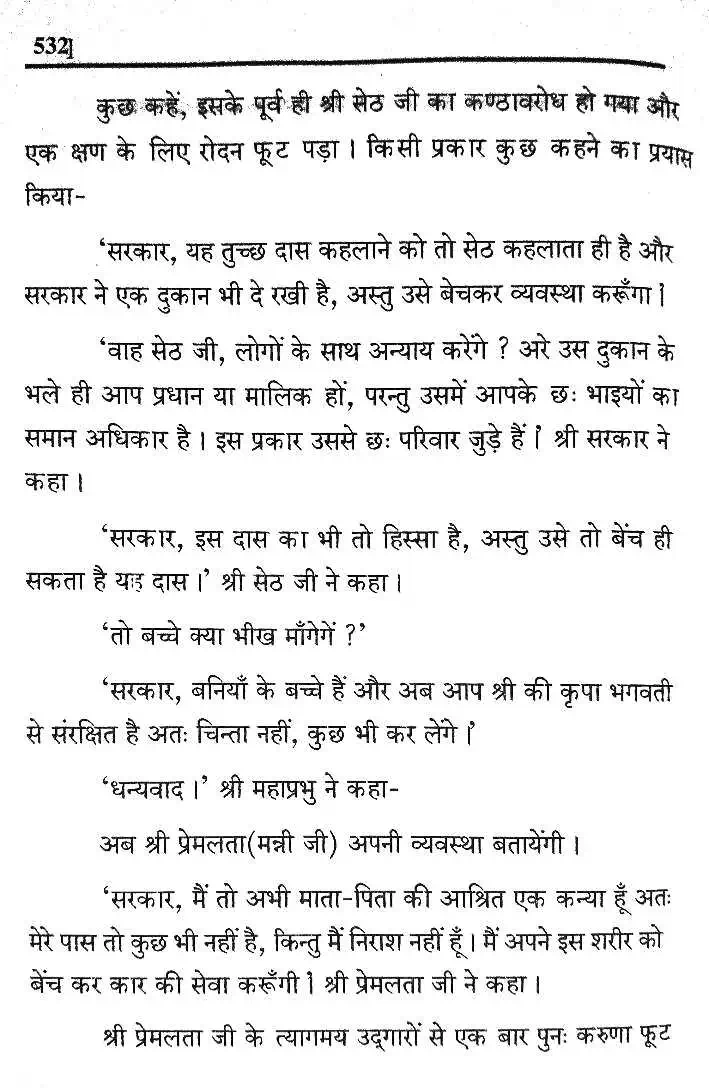 532]
कुछ कहें, इसके पूर्व ही श्री सेठ जी का कण्ठावरोध हो गया और
एक क्षण के लिए रोदन फूट पड़ा । किसी प्रकार कुछ कहने का प्रयास
किया-
‘सरकार, यह तुच्छ दास कहलाने को तो सेठ कहलाता ही है और
सरकार ने एक दुकान भी दे रखी है, अस्तु उसे बेचकर व्यवस्था करूँगा ।
‘वाह सेठ जी, लोगों के साथ अन्याय करेंगे ? अरे उस दुकान के
भले ही आप प्रधान या मालिक हों, परन्तु उसमें आपके छः भाइयों का
समान अधिकार है । इस प्रकार उससे छः परिवार जुड़े हैं ।’ श्री सरकार ने
कहा ।
‘सरकार, इस दास का भी तो हिस्सा है, अस्तु उसे तो बेंच ही
सकता है यह दास ।’ श्री सेठ जी ने कहा ।
‘तो बच्चे क्या भीख माँगेगें ?’
‘सरकार, बनियाँ के बच्चे हैं और अब आप श्री की कृपा भगवती
से संरक्षित है अतः चिन्ता नहीं, कुछ भी कर लेंगे ।’
‘धन्यवाद ।’ श्री महाप्रभु ने कहा-
अब श्री प्रेमलता(मन्नी जी) अपनी व्यवस्था बतायेंगी ।
‘सरकार, मैं तो अभी माता-पिता की आश्रित एक कन्या हूँ अतः
मेरे पास तो कुछ भी नहीं है, किन्तु मैं निराश नहीं हूँ । मैं अपने इस शरीर को
बेंच कर कार की सेवा करूँगी ।’ श्री प्रेमलता जी ने कहा ।
श्री प्रेमलता जी के त्यागमय उद्‌गारों से एक बार पुनः करुणा फूट